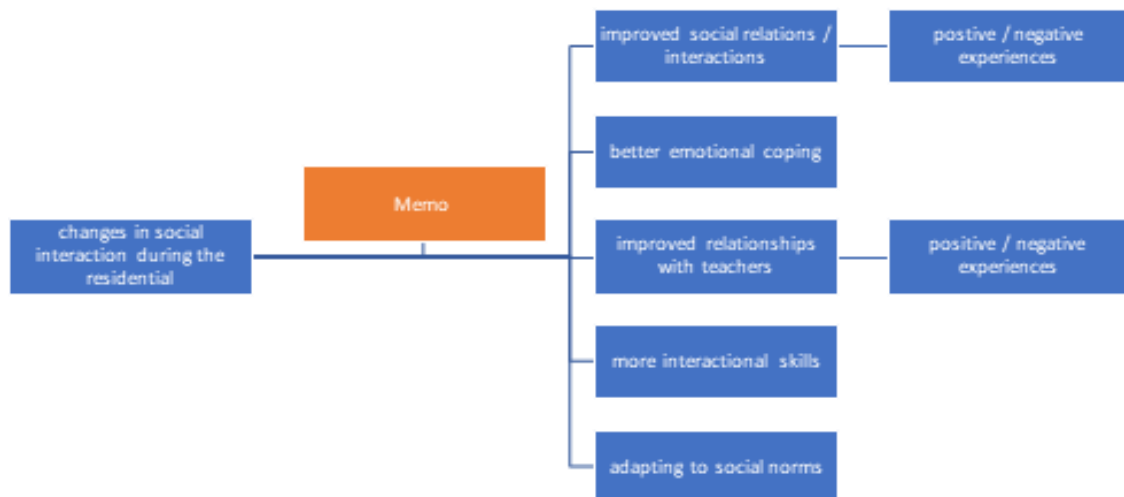 improved social relations /
interactions
postive / negative
experiences
better emotional coping
Memo
changes in social
interaction during the
residential
improved relationships
with teachers
positive / negative
experiences
more interactional skills
adapting to social norms